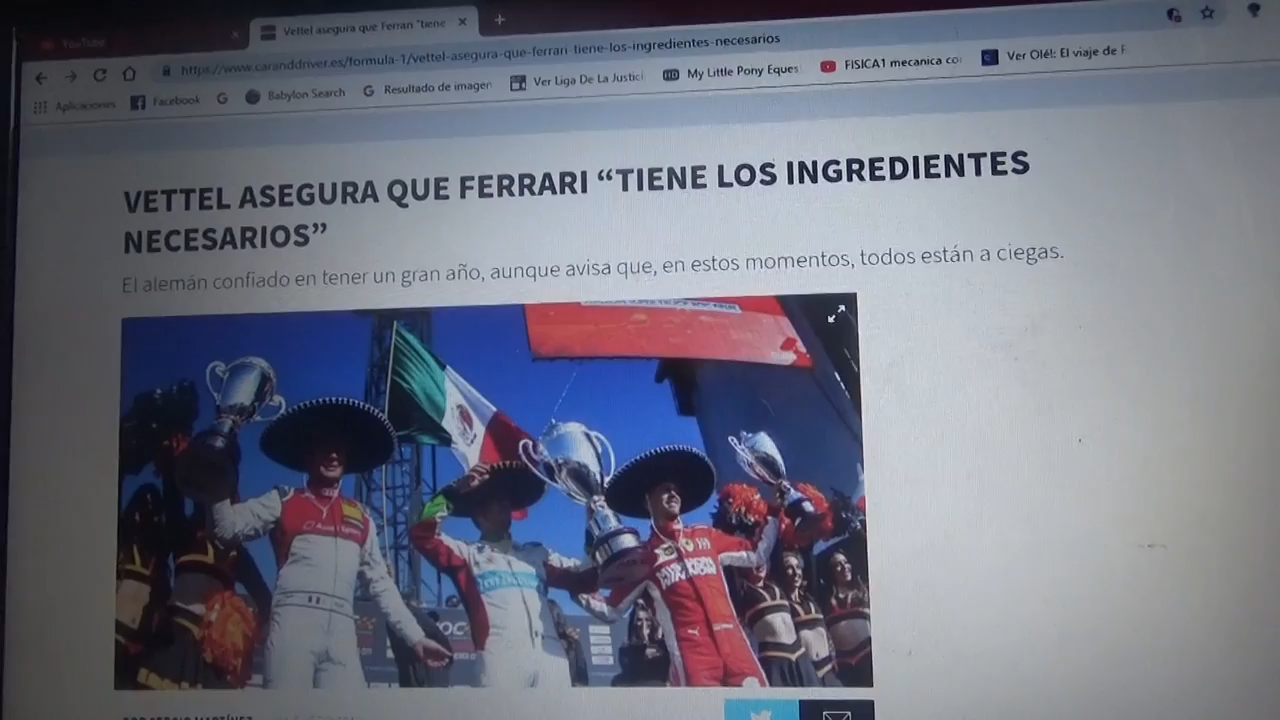 YouTube
Vettel asegura que Ferrari "tiene
https://www.caranddriver.es/formula-1/vettel-asegura-que-ferrari-tiene-los-ingredientes-necesarios
Aplicaciones Facebook Babylon Search Resultado de imagen Ver Liga De La Justici My Little Pony Eques FISICA1 mecanica co Ver Olé!: El viaje de F
VETTEL ASEGURA QUE FERRARI “TIENE LOS INGREDIENTES
NECESARIOS”
El alemán confiado en tener un gran año, aunque avisa que, en estos momentos, todos están a ciegas.